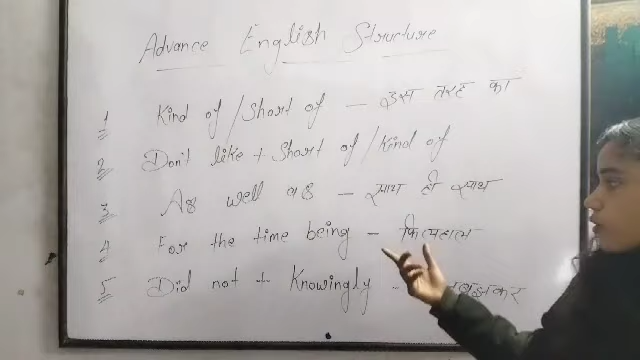 Advance English Structure
1 Kind of / Short of - इस तरह का
2 Don't like + Short of / Kind of
3 As well as - साथ ही साथ
4 For the time being - फिलहाल
5 Did not + Knowingly -